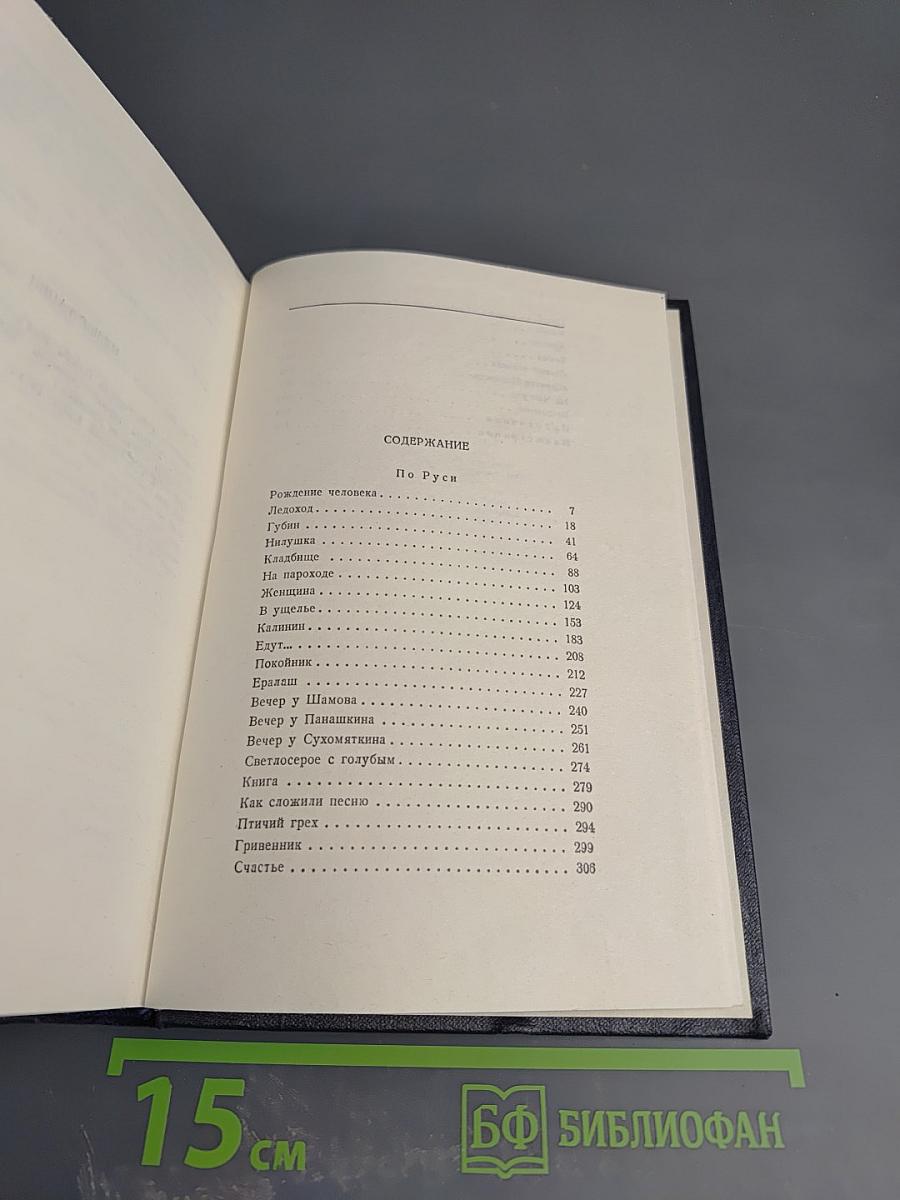 СОДЕРЖАНИЕ
По Руси
Рождение человека . . . . . . . . . . . . . . . . . . . 7
Ледоход . . . . . . . . . . . . . . . . . . . . . . . . . 18
Губин . . . . . . . . . . . . . . . . . . . . . . . . . . 41
Нилушка . . . . . . . . . . . . . . . . . . . . . . . . 64
Кладбище . . . . . . . . . . . . . . . . . . . . . . . 88
На пароходе . . . . . . . . . . . . . . . . . . . . . . 103
Женщина . . . . . . . . . . . . . . . . . . . . . . . . 124
В ущелье . . . . . . . . . . . . . . . . . . . . . . . . 153
Калинин . . . . . . . . . . . . . . . . . . . . . . . . . 183
Едут... . . . . . . . . . . . . . . . . . . . . . . . . . . 208
Покойник . . . . . . . . . . . . . . . . . . . . . . . . 212
Ералаш . . . . . . . . . . . . . . . . . . . . . . . . . 227
Вечер у Шамова . . . . . . . . . . . . . . . . . . . . 240
Вечер у Панашкина . . . . . . . . . . . . . . . . . . 251
Вечер у Сухомяткина . . . . . . . . . . . . . . . . . 261
Светлосерое с голубым . . . . . . . . . . . . . . . . 274
Книга . . . . . . . . . . . . . . . . . . . . . . . . . . 279
Как сложили песню . . . . . . . . . . . . . . . . . . 290
Птичий грех . . . . . . . . . . . . . . . . . . . . . . 294
Гривенник . . . . . . . . . . . . . . . . . . . . . . . . 299
Счастье . . . . . . . . . . . . . . . . . . . . . . . . . 306
15 см
БФ БИБЛИОФАН